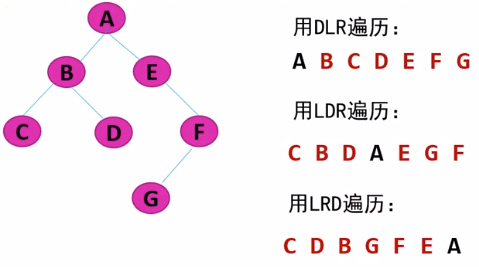 A
B E
C D F
G
用DLR遍历：
A B C D E F G
用LDR遍历：
C B D A E G F
用LRD遍历：
C D B G F E A